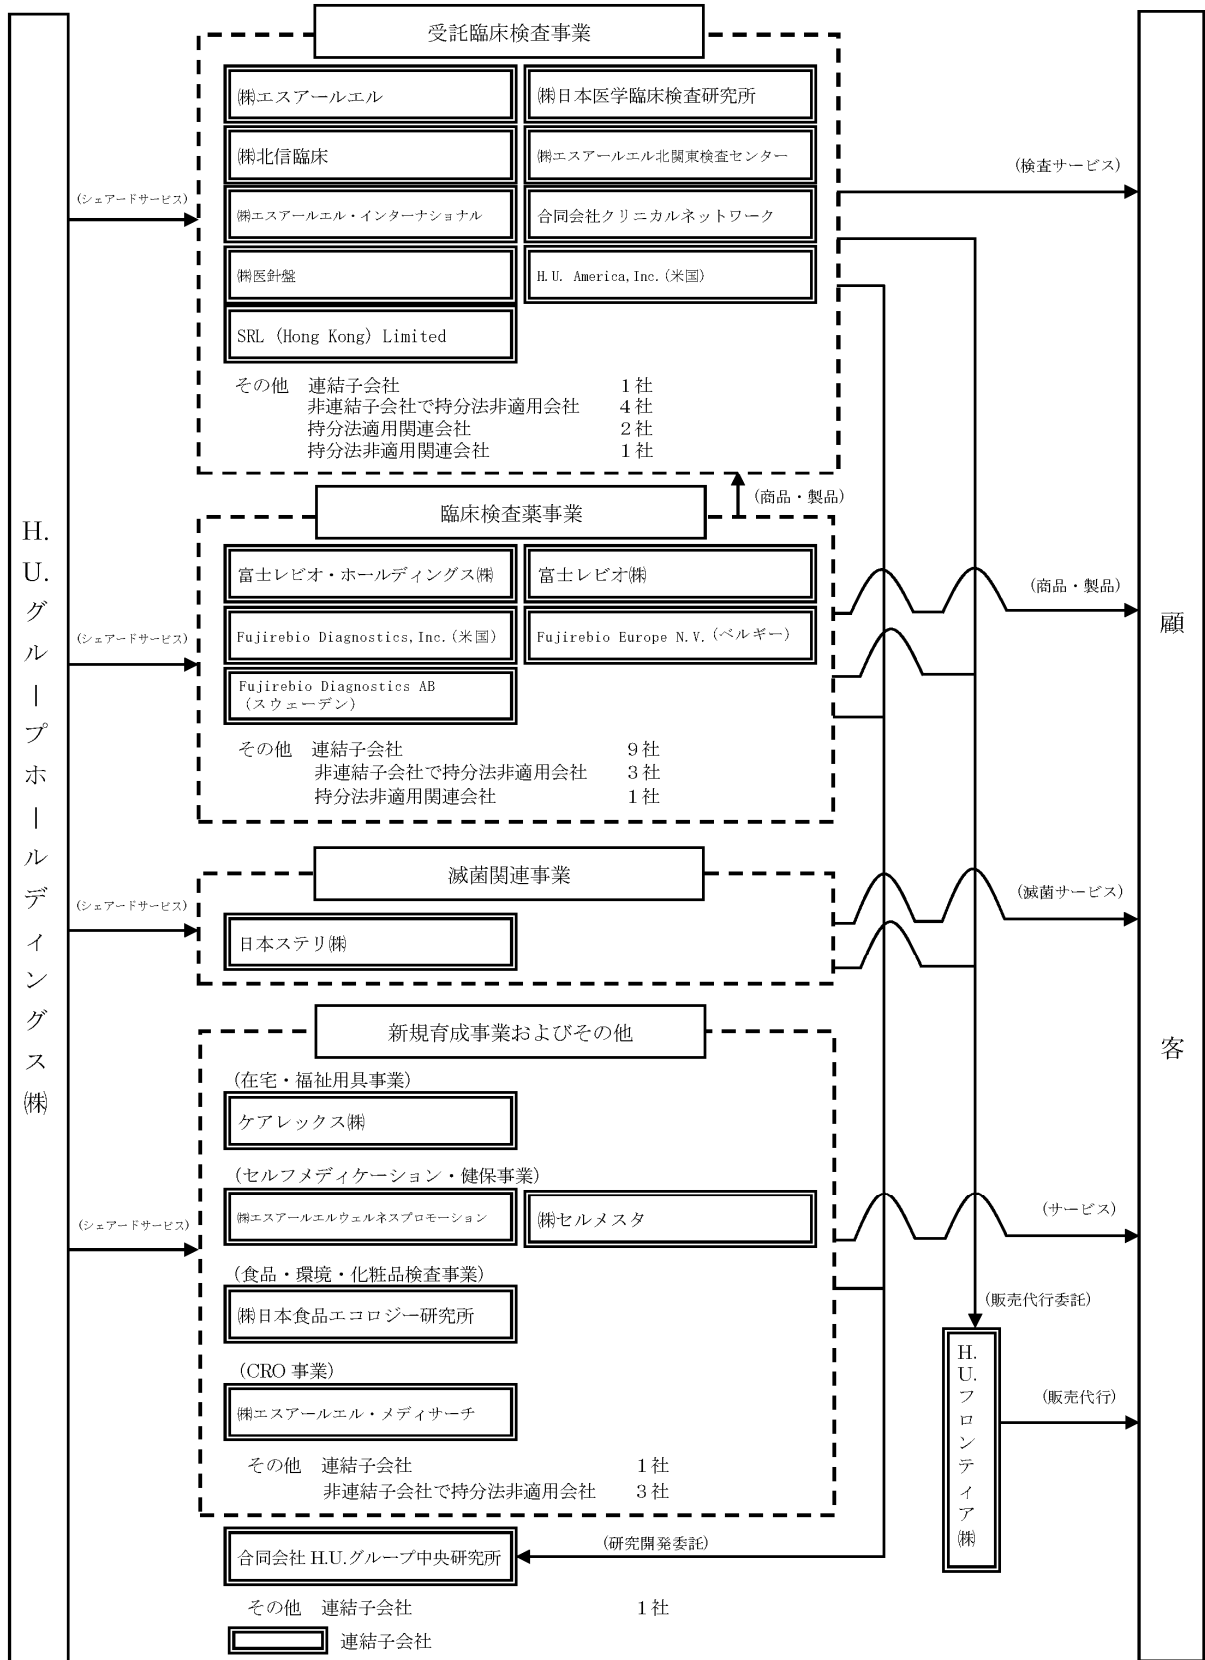 H.U.グループホールディングス㈱
受託臨床検査事業
㈱エスアールエル
㈱日本医学臨床検査研究所
㈱北信臨床
㈱エスアールエル北関東検査センター
㈱エスアールエル・インターナショナル
合同会社クリニカルネットワーク
㈱医針盤
H.U. America,Inc.(米国)
SRL (Hong Kong) Limited
その他 連結子会社 1社
非連結子会社で持分法非適用会社 4社
持分法適用関連会社 2社
持分法非適用関連会社 1社
(シェアードサービス)
(検査サービス)
(商品・製品)
臨床検査薬事業
富士レビオ・ホールディングス㈱
富士レビオ㈱
Fujirebio Diagnostics,Inc.(米国)
Fujirebio Europe N.V.(ベルギー)
Fujirebio Diagnostics AB
(スウェーデン)
その他 連結子会社 9社
非連結子会社で持分法非適用会社 3社
持分法非適用関連会社 1社
(シェアードサービス)
(商品・製品)
滅菌関連事業
日本ステリ㈱
(シェアードサービス)
(滅菌サービス)
新規育成事業およびその他
(在宅・福祉用具事業)
ケアレックス㈱
(セルフメディケーション・健保事業)
㈱エスアールエルウェルネスプロモーション
㈱セルメスタ
(食品・環境・化粧品検査事業)
㈱日本食品エコロジー研究所
(CRO 事業)
㈱エスアールエル・メディサーチ
その他 連結子会社 1社
非連結子会社で持分法非適用会社 3社
(シェアードサービス)
(サービス)
(販売代行委託)
H.U.フロンティア㈱
(販売代行)
合同会社 H.U.グループ中央研究所
(研究開発委託)
その他 連結子会社 1社
連結子会社
顧客